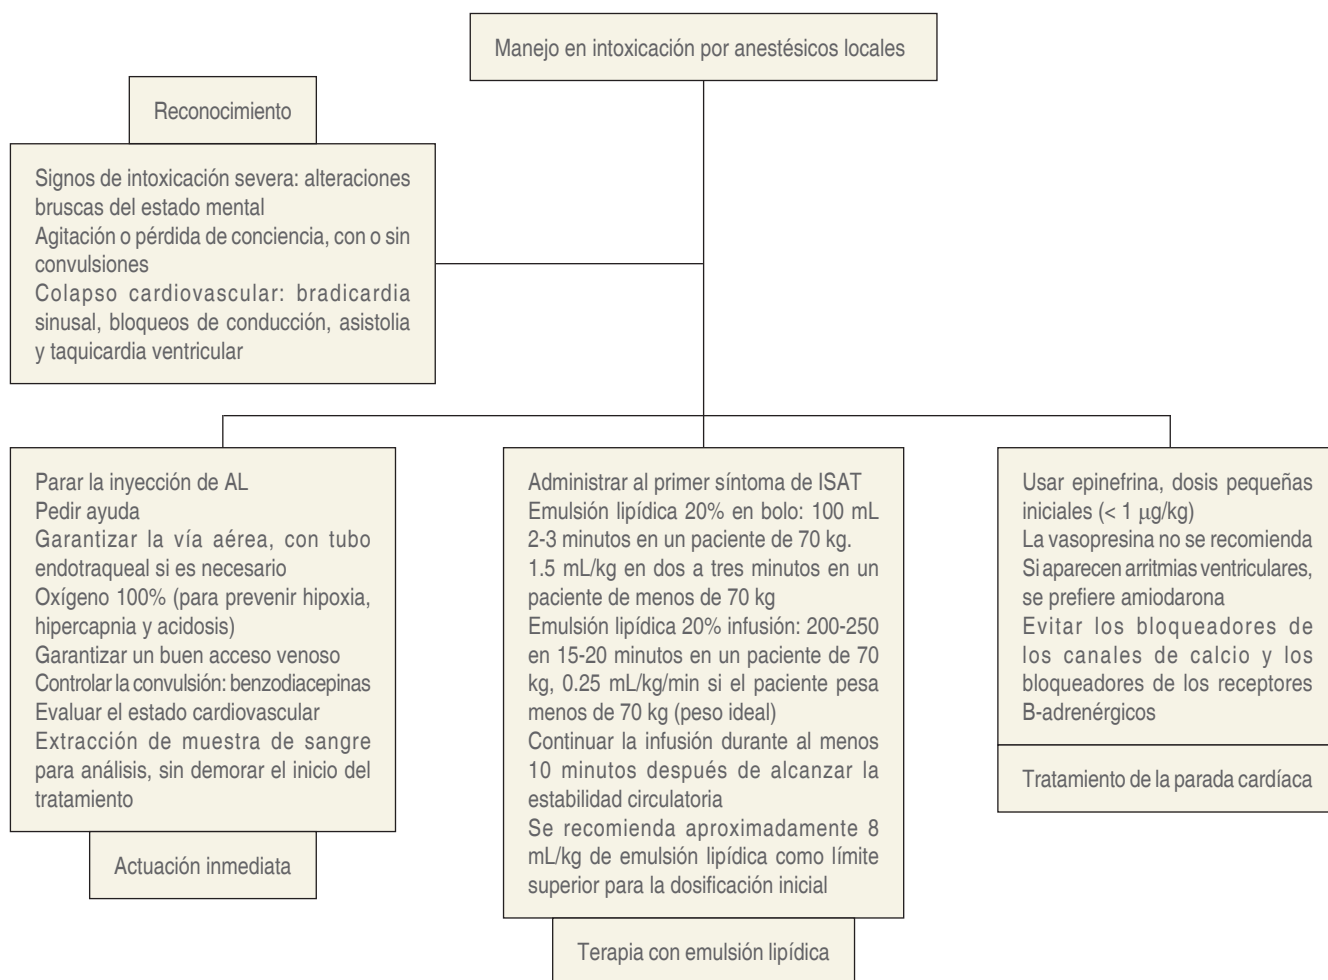 Manejo en intoxicación por anestésicos locales
Reconocimiento
Signos de intoxicación severa: alteraciones
bruscas del estado mental
Agitación o pérdida de conciencia, con o sin
convulsiones
Colapso cardiovascular: bradicardia
sinusal, bloqueos de conducción, asistolia
y taquicardia ventricular
Parar la inyección de AL
Pedir ayuda
Garantizar la vía aérea, con tubo
endotraqueal si es necesario
Oxígeno 100% (para prevenir hipoxia,
hipercapnia y acidosis)
Garantizar un buen acceso venoso
Controlar la convulsión: benzodiacepinas
Evaluar el estado cardiovascular
Extracción de muestra de sangre
para análisis, sin demorar el inicio del
tratamiento
Actuación inmediata
Administrar al primer síntoma de ISAT
Emulsión lipídica 20% en bolo: 100 mL
2-3 minutos en un paciente de 70 kg.
1.5 mL/kg en dos a tres minutos en un
paciente de menos de 70 kg
Emulsión lipídica 20% infusión: 200-250
en 15-20 minutos en un paciente de 70
kg, 0.25 mL/kg/min si el paciente pesa
menos de 70 kg (peso ideal)
Continuar la infusión durante al menos
10 minutos después de alcanzar la
estabilidad circulatoria
Se recomienda aproximadamente 8
mL/kg de emulsión lipídica como límite
superior para la dosificación inicial
Terapia con emulsión lipídica
Usar epinefrina, dosis pequeñas
iniciales (< 1 μg/kg)
La vasopresina no se recomienda
Si aparecen arritmias ventriculares,
se prefiere amiodarona
Evitar los bloqueadores de
los canales de calcio y los
bloqueadores de los receptores
B-adrenérgicos
Tratamiento de la parada cardíaca